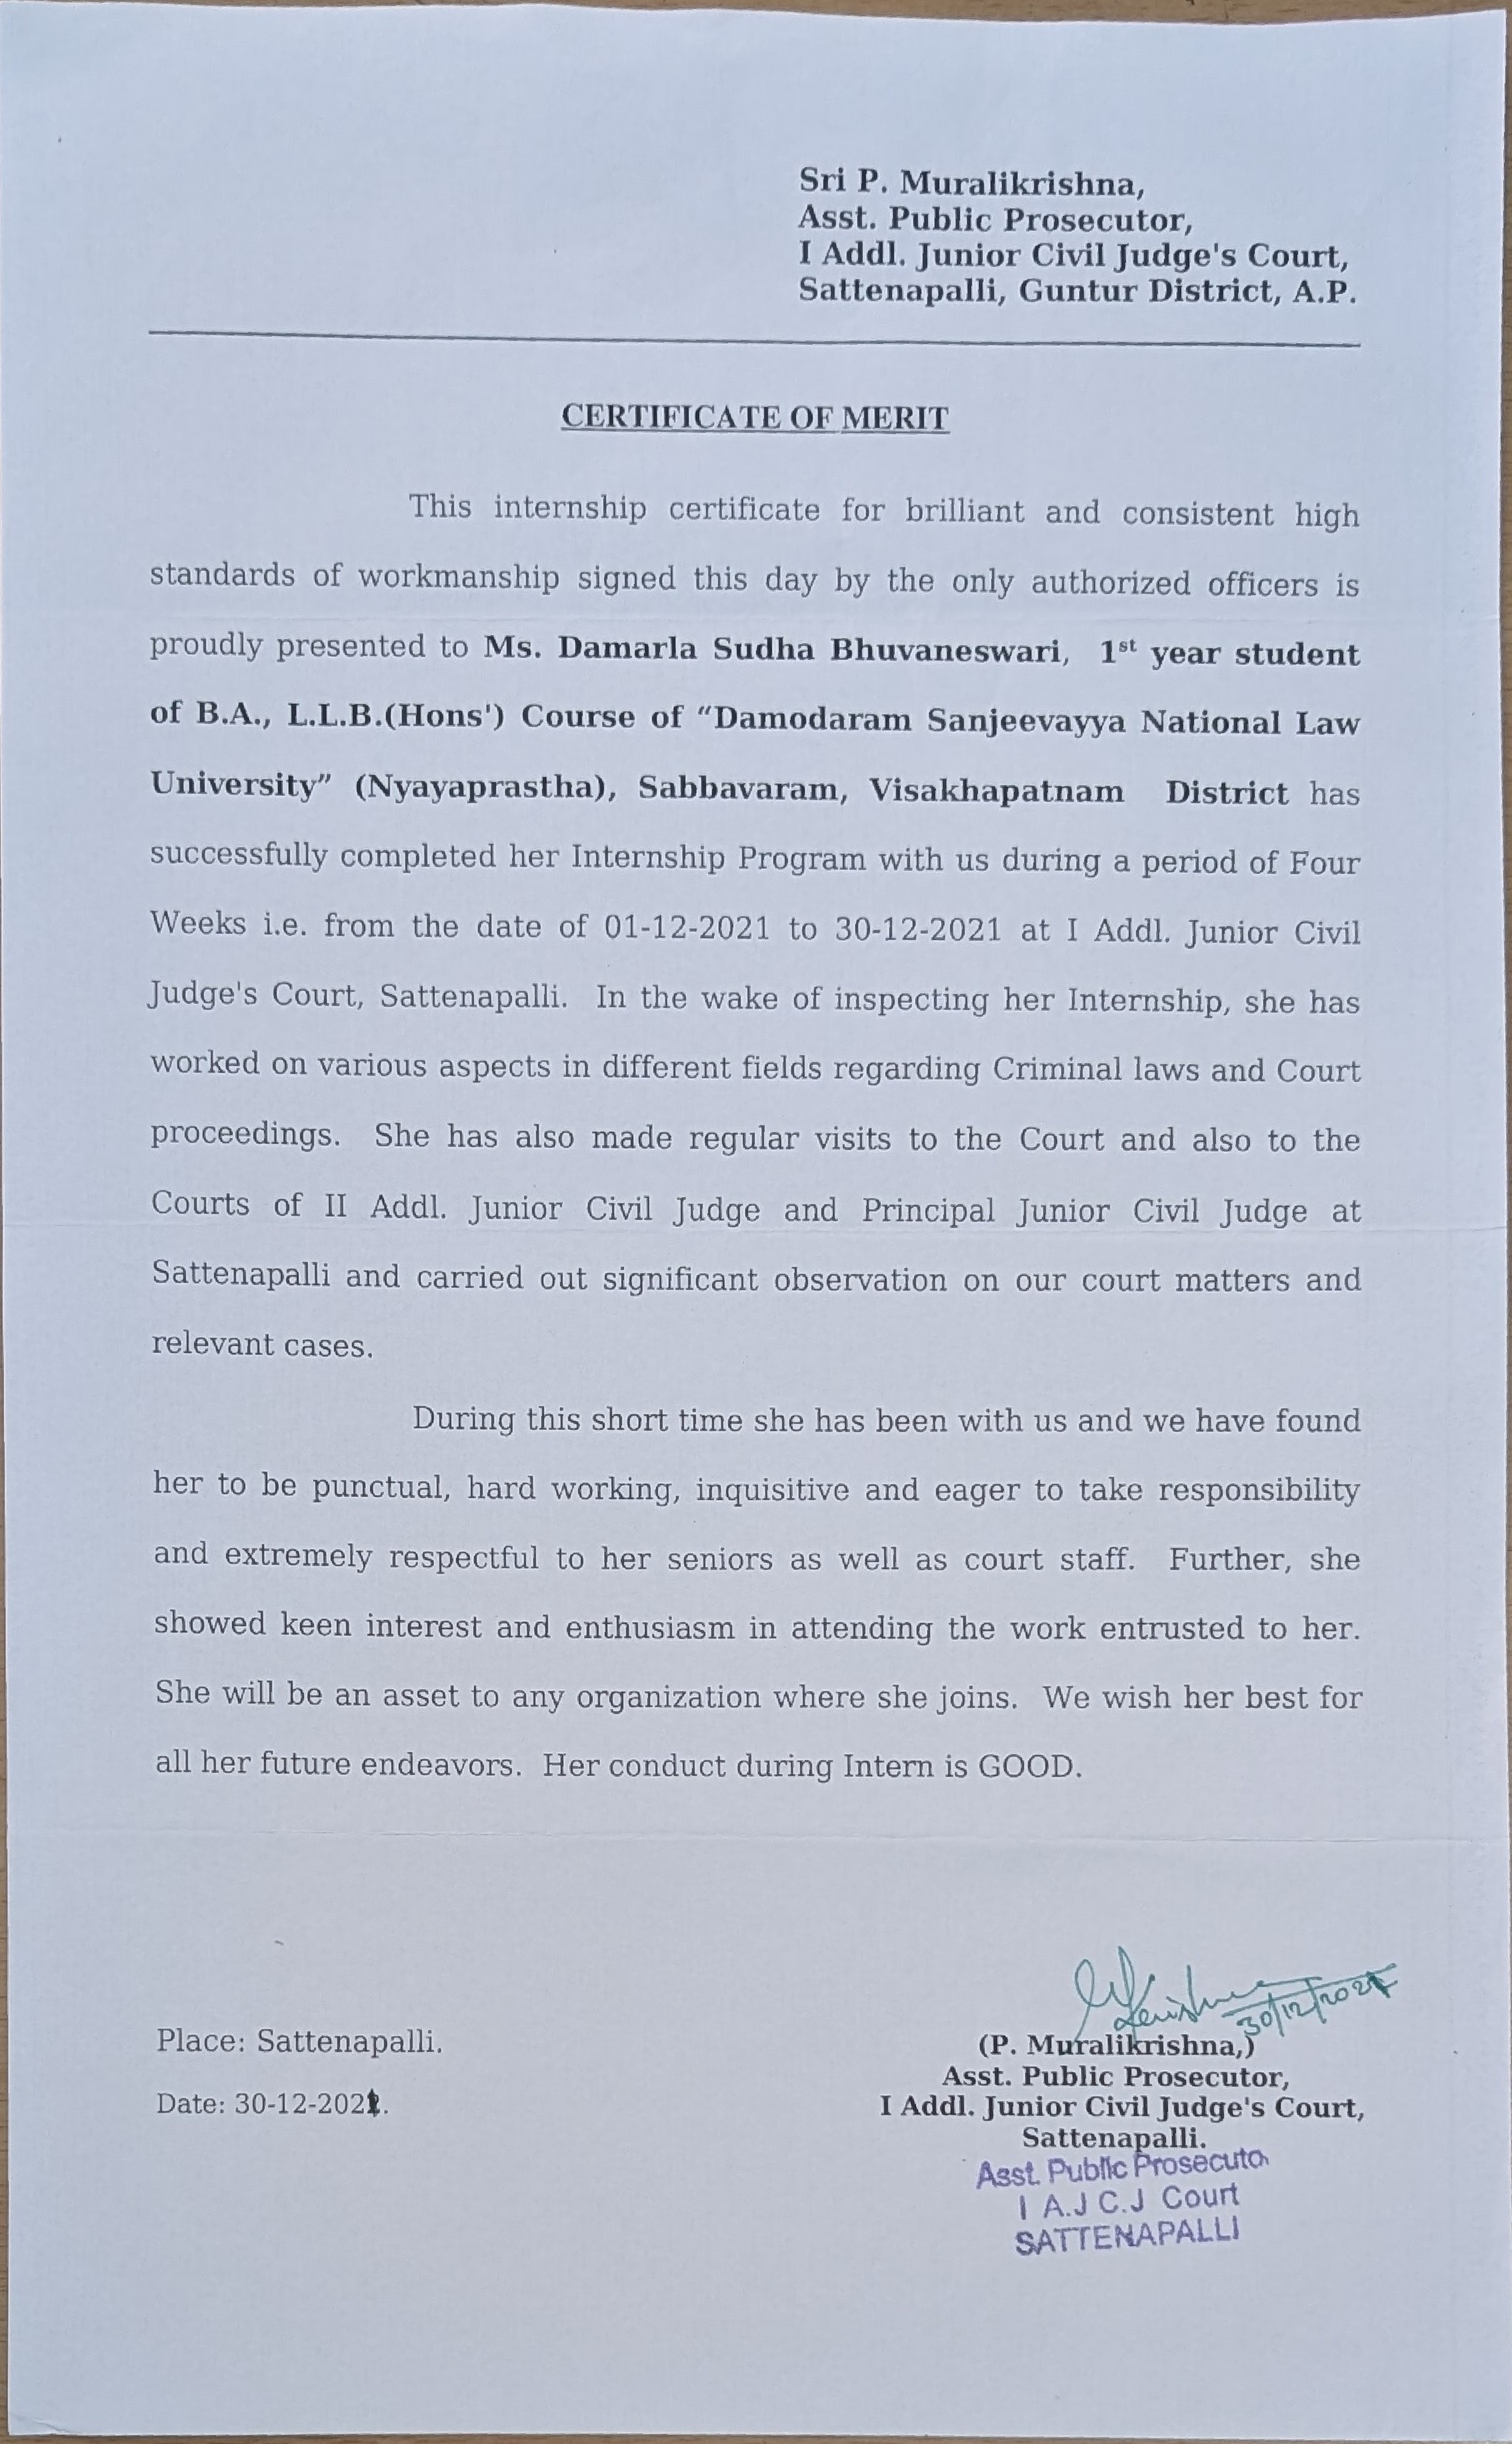 Sri P. Muralikrishna,
Asst. Public Prosecutor,
I Addl. Junior Civil Judge's Court,
Sattenapalli, Guntur District, A.P.
CERTIFICATE OF MERIT
This internship certificate for brilliant and consistent high
standards of workmanship signed this day by the only authorized officers is
proudly presented to Ms. Damarla Sudha Bhuvaneswari, 1st year student
of B.A., L.L.B.(Hons') Course of “Damodaram Sanjeevayya National Law
University” (Nyayaprastha), Sabbavaram, Visakhapatnam District has
successfully completed her Internship Program with us during a period of Four
Weeks i.e. from the date of 01-12-2021 to 30-12-2021 at I Addl. Junior Civil
Judge's Court, Sattenapalli. In the wake of inspecting her Internship, she has
worked on various aspects in different fields regarding Criminal laws and Court
proceedings. She has also made regular visits to the Court and also to the
Courts of II Addl. Junior Civil Judge and Principal Junior Civil Judge at
Sattenapalli and carried out significant observation on our court matters and
relevant cases.
During this short time she has been with us and we have found
her to be punctual, hard working, inquisitive and eager to take responsibility
and extremely respectful to her seniors as well as court staff. Further, she
showed keen interest and enthusiasm in attending the work entrusted to her.
She will be an asset to any organization where she joins. We wish her best for
all her future endeavors. Her conduct during Intern is GOOD.
30/12/2021
Place: Sattenapalli.
Date: 30-12-2021.
(P. Muralikrishna,)
Asst. Public Prosecutor,
I Addl. Junior Civil Judge's Court,
Sattenapalli.
Asst. Public Prosecuto
I A.J C.J Court
SATTENAPALLI